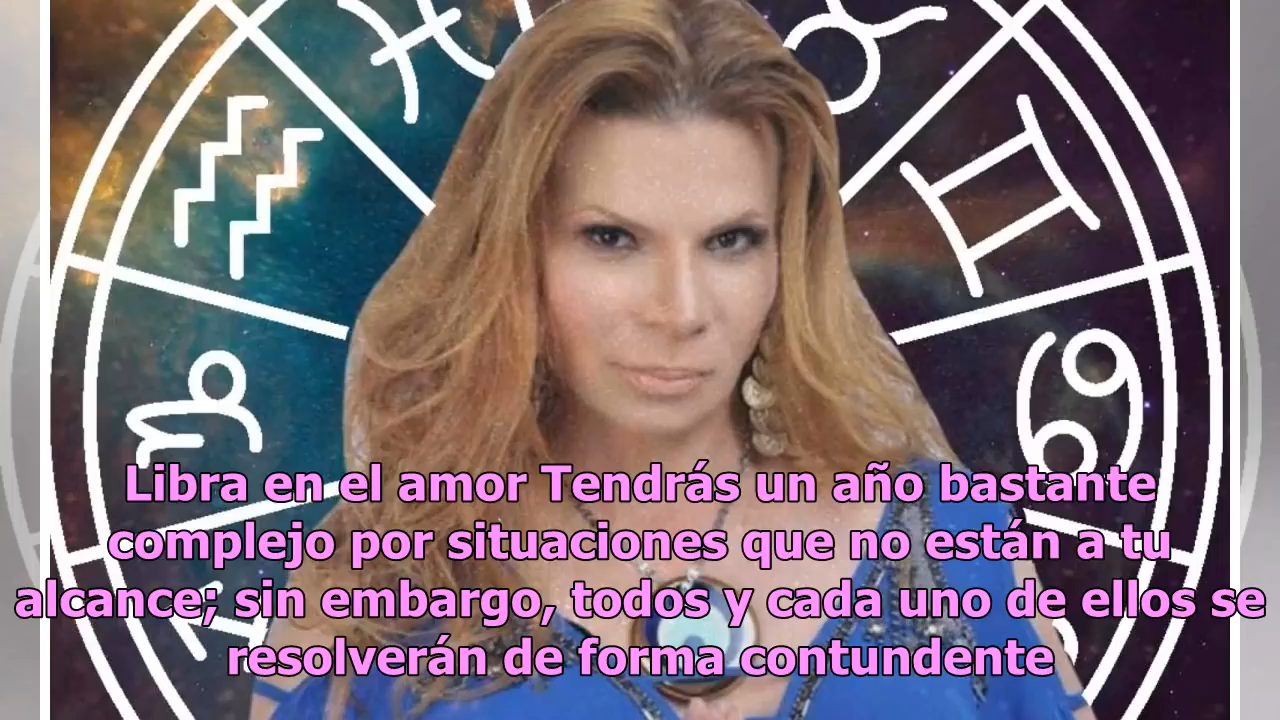 Libra en el amor Tendrás un año bastante
complejo por situaciones que no están a tu
alcance; sin embargo, todos y cada uno de ellos se
resolverán de forma contundente